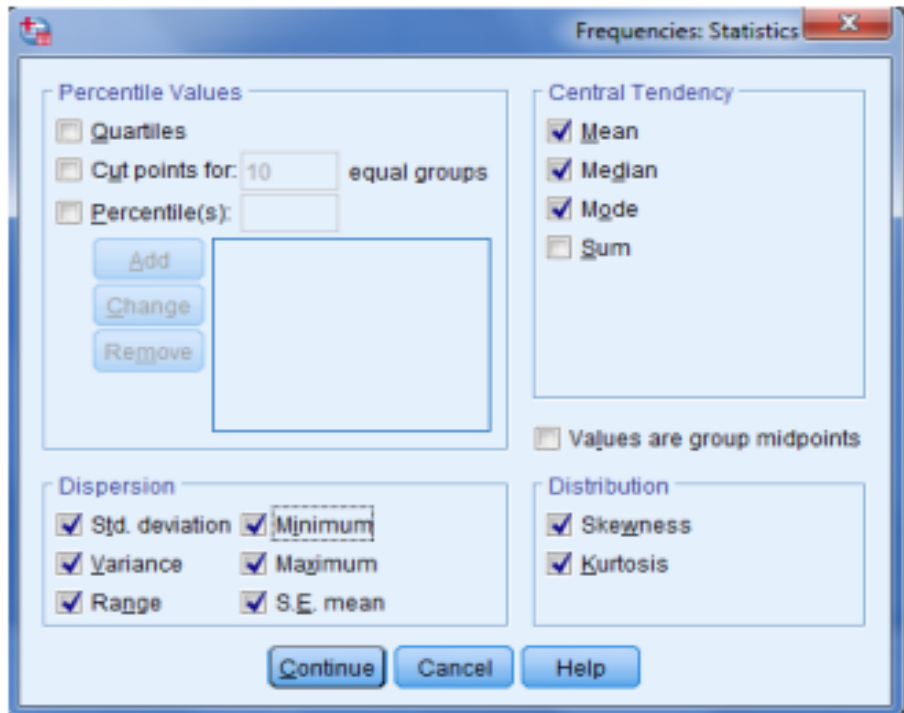 Frequencies: Statistics
Percentile Values
Quartiles
Cut points for: 10 equal groups
Percentile(s):
Add
Change
Remove
Central Tendency
Mean
Median
Mode
Sum
Values are group midpoints
Dispersion
Std. deviation Minimum
Variance Maximum
Range S.E. mean
Distribution
Skewness
Kurtosis
Continue Cancel Help